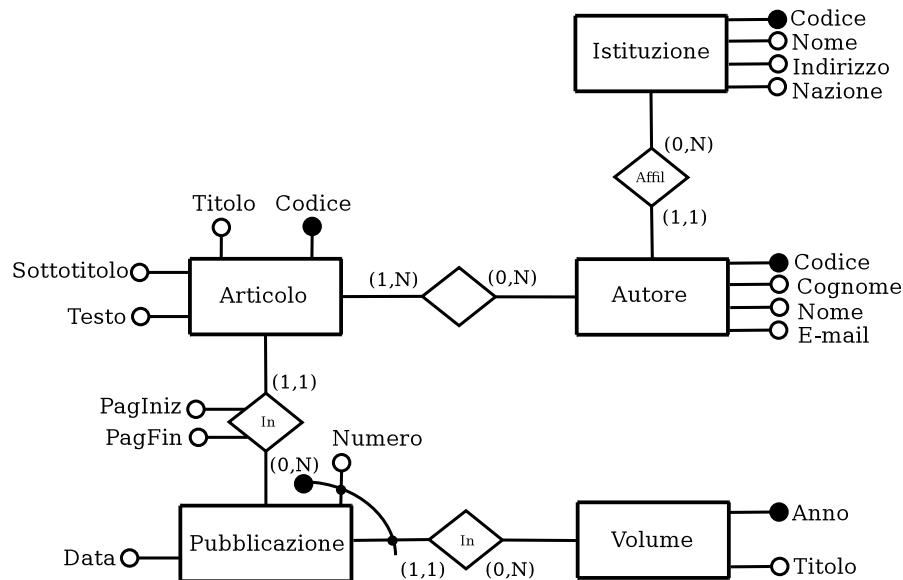 Codice
Istituzione
Nome
Indirizzo
Nazione
(0,N)
Affil
(1,1)
Titolo
Codice
Sottotitolo
Articolo
Testo
(1,N)
(0,N)
Autore
Codice
Cognome
Nome
E-mail
(1,1)
PagIniz
In
PagFin
(0,N)
Numero
Pubblicazione
Data
(1,1)
In
(0,N)
Volume
Anno
Titolo